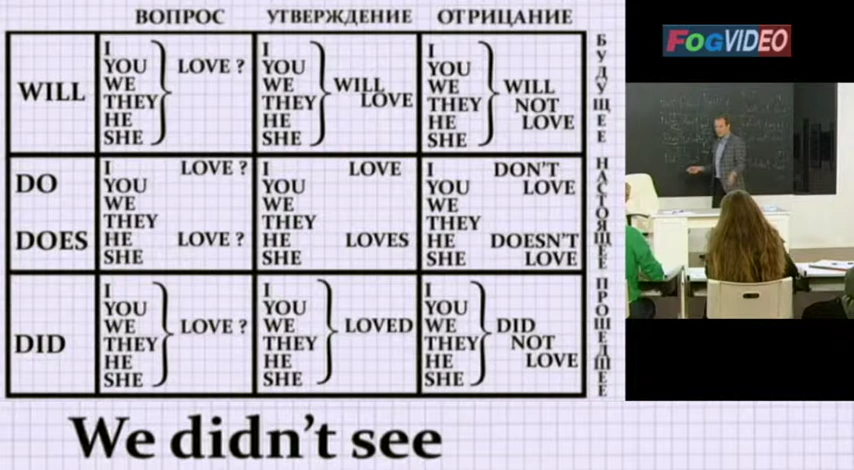 ВОПРОС УТВЕРЖДЕНИЕ ОТРИЦАНИЕ
WILL
I
YOU
WE
THEY
HE
SHE
LOVE ?
I
YOU
WE
THEY
HE
SHE
WILL
LOVE
I
YOU
WE
THEY
HE
SHE
WILL
NOT
LOVE
БУДУЩЕЕ
DO
DOES
I LOVE ?
YOU
WE
THEY
HE LOVE ?
SHE
I LOVE
YOU
WE
THEY
HE LOVES
SHE
I DON'T
YOU LOVE
WE
THEY
HE DOESN'T
SHE LOVE
НАСТОЯЩЕЕ
DID
I
YOU
WE
THEY
HE
SHE
LOVE ?
I
YOU
WE
THEY
HE
SHE
LOVED
I
YOU
WE
THEY
HE
SHE
DID
NOT
LOVE
ПРОШЕДШЕЕ
We didn't see
FOGVIDEO